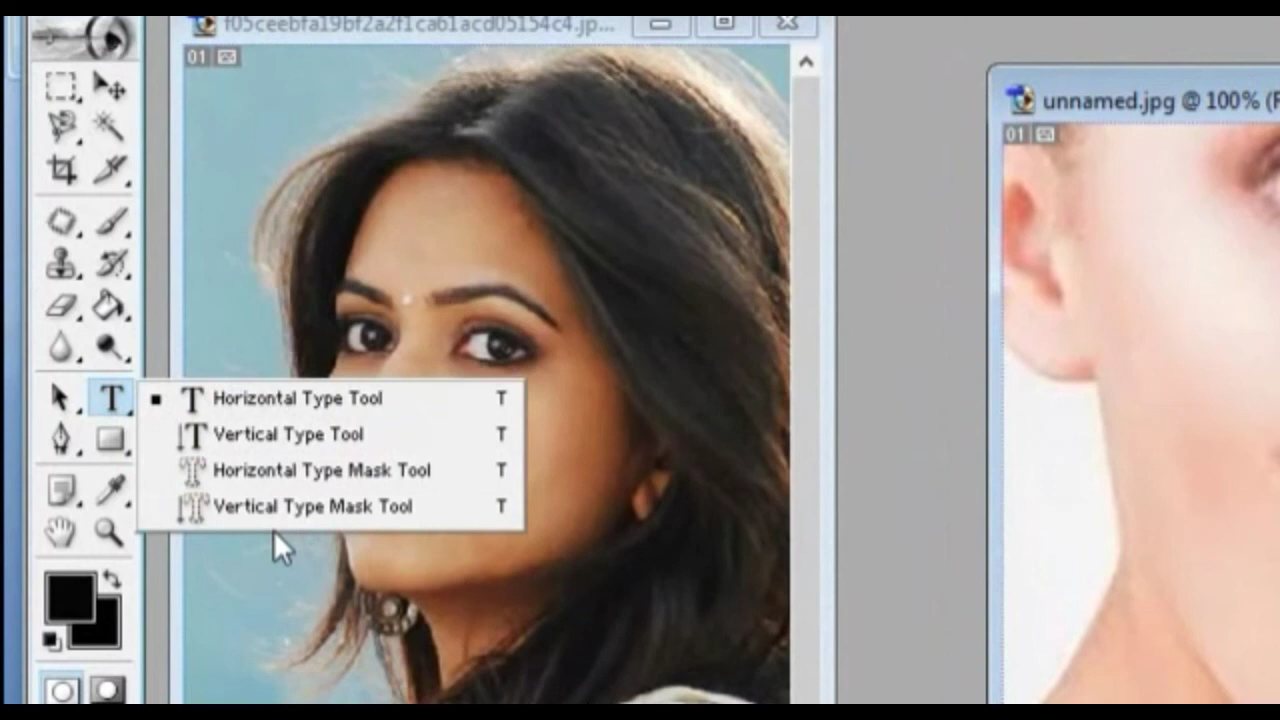 f05ceebfa19bf2a2f1ca61acd05154c4.jp...
01
unnamed.jpg @ 100% (
01
T
Horizontal Type Tool T
Vertical Type Tool T
Horizontal Type Mask Tool T
Vertical Type Mask Tool T